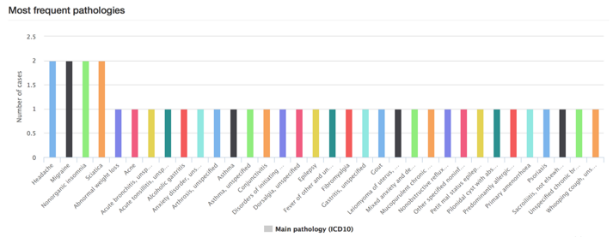 Most frequent pathologies
2.5
2
1.5
1
0.5
0
Number of cases
Headache
Migraine
Nonorganic insomnia
Sciatica
Abnormal weight loss
Acne
Acute bronchitis, unsp...
Acute tonsillitis, unsp...
Alcoholic gastritis
Anxiety disorder, uns...
Arthrosis, unspecified
Asthma
Asthma, unspecified
Conjunctivitis
Disorders of initiating ...
Dorsalgia, unspecified
Epilepsy
Fever of other and un...
Fibromyalgia
Gastritis, unspecified
Gout
Leiomyoma of uterus...
Mixed anxiety and de...
Mucopurulent chronic ...
Nonobstructive reflux...
Other specified noninf...
Petit mal status epilep...
Pilonidal cyst with abs...
Predominantly allergic...
Primary amenorrhoea
Psoriasis
Sacroiliitis, not elsewh...
Unspecified chronic br...
Whooping cough, uns...
Main pathology (ICD10)